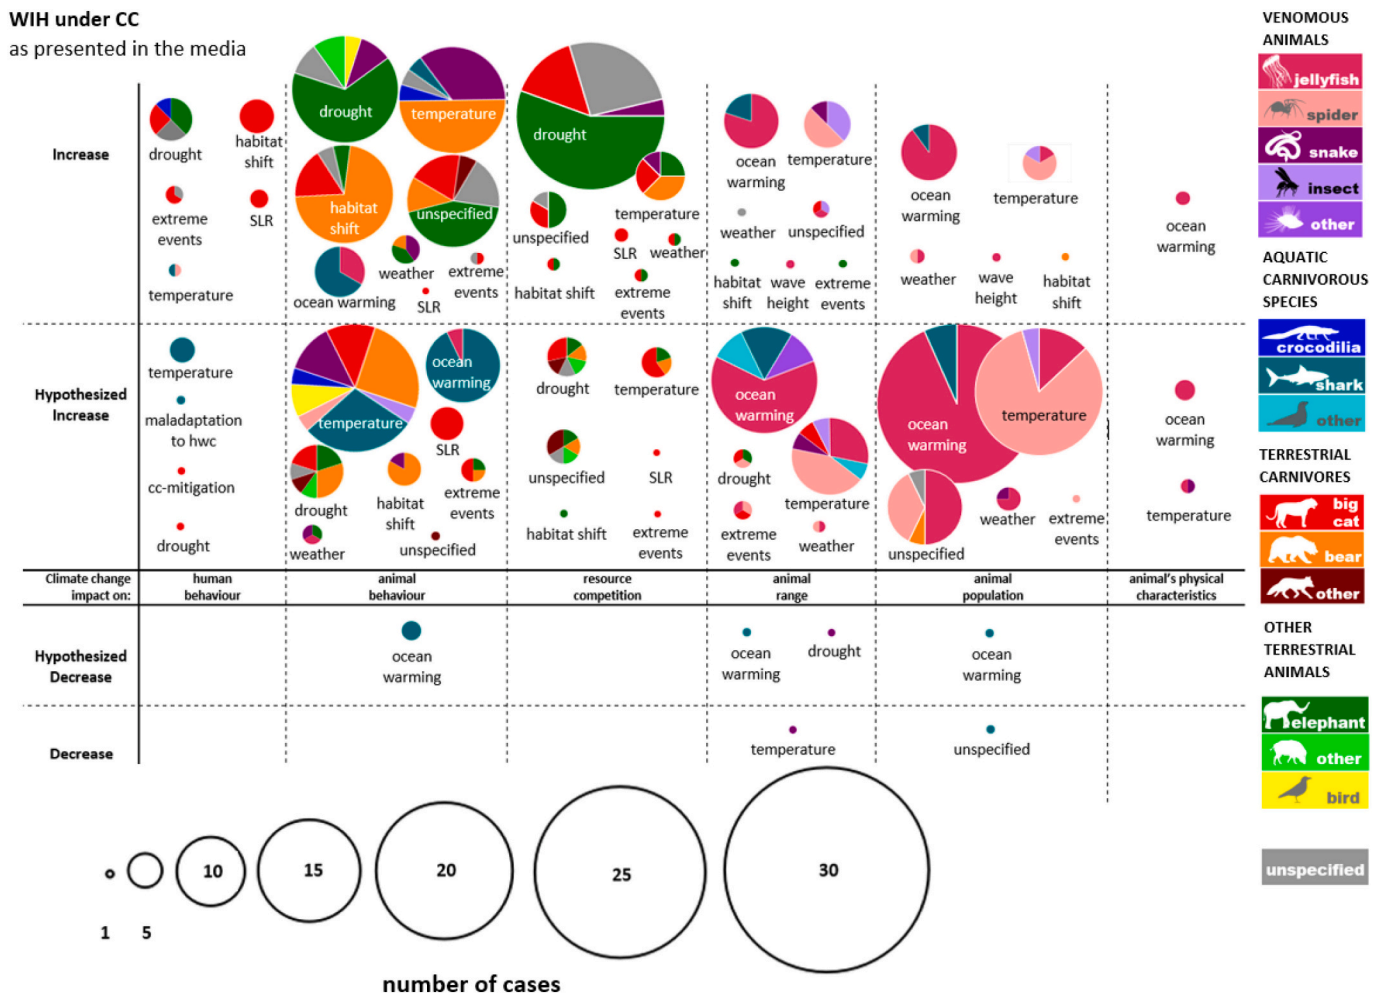 WIH under CC
as presented in the media
Increase
drought
habitat
shift
extreme
events
SLR
temperature
drought
temperature
habitat
shift
unspecified
weather
extreme
events
ocean warming
SLR
drought
temperature
unspecified
SLR
weather
habitat shift
extreme
events
ocean
warming
temperature
weather
unspecified
habitat
shift
wave
height
extreme
events
ocean
warming
temperature
weather
wave
height
habitat
shift
ocean
warming
Hypothesized
Increase
temperature
maladaptation
to hwc
cc-mitigation
drought
temperature
ocean
warming
SLR
drought
habitat
shift
extreme
events
weather
unspecified
drought
temperature
unspecified
SLR
habitat shift
extreme
events
ocean
warming
drought
temperature
extreme
events
weather
ocean
warming
temperature
unspecified
weather
extreme
events
ocean
warming
temperature
Climate change
impact on:
human
behaviour
animal
behaviour
resource
competition
animal
range
animal
population
animal's physical
characteristics
Hypothesized
Decrease
ocean
warming
ocean
warming
drought
ocean
warming
Decrease
temperature
unspecified
1
5
10
15
20
25
30
number of cases
VENOMOUS
ANIMALS
jellyfish
spider
snake
insect
other
AQUATIC
CARNIVOROUS
SPECIES
crocodilia
shark
other
TERRESTRIAL
CARNIVORES
big
cat
bear
other
OTHER
TERRESTRIAL
ANIMALS
elephant
other
bird
unspecified